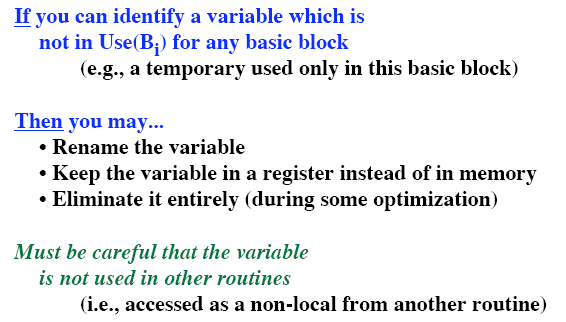 If you can identify a variable which is
not in Use(Bi) for any basic block
(e.g., a temporary used only in this basic block)
Then you may...
• Rename the variable
• Keep the variable in a register instead of in memory
• Eliminate it entirely (during some optimization)
Must be careful that the variable
is not used in other routines
(i.e., accessed as a non-local from another routine)